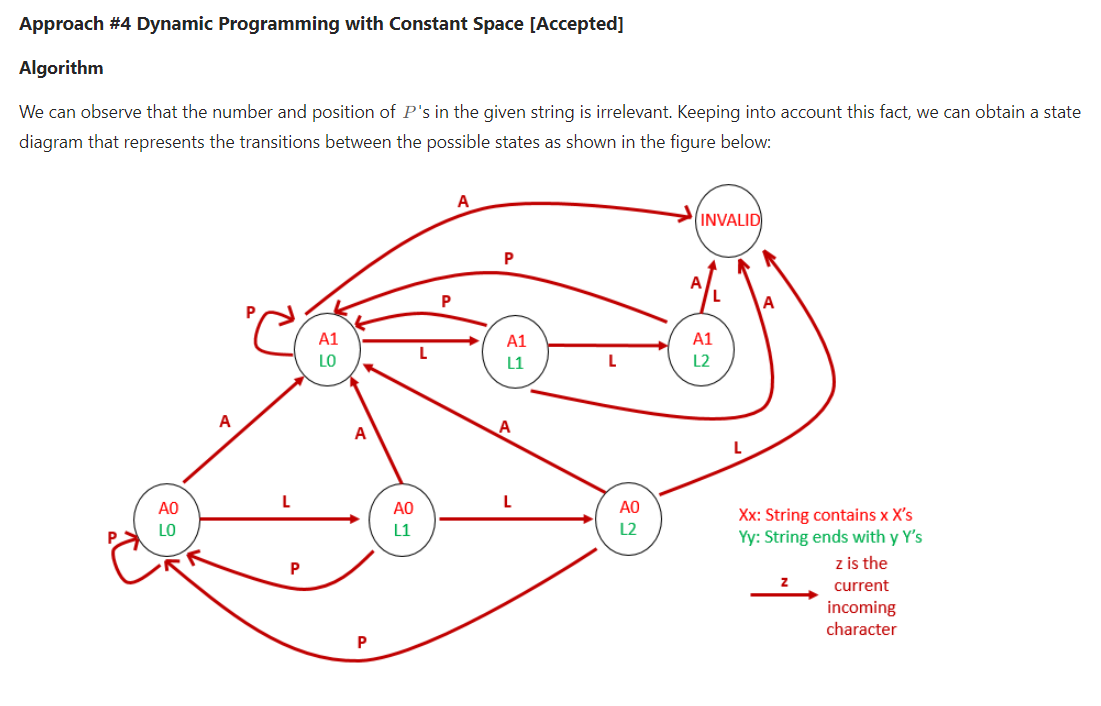 Approach #4 Dynamic Programming with Constant Space [Accepted]
Algorithm
We can observe that the number and position of P's in the given string is irrelevant. Keeping into account this fact, we can obtain a state
diagram that represents the transitions between the possible states as shown in the figure below:
A
INVALID
P
A
L
A
P
P
A1
L0
L
A1
L1
L
A1
L2
A
A
A
L
A0
L0
P
L
A0
L1
L
A0
L2
P
P
Xx: String contains x X's
Yy: String ends with y Y's
z is the
z
current
incoming
character